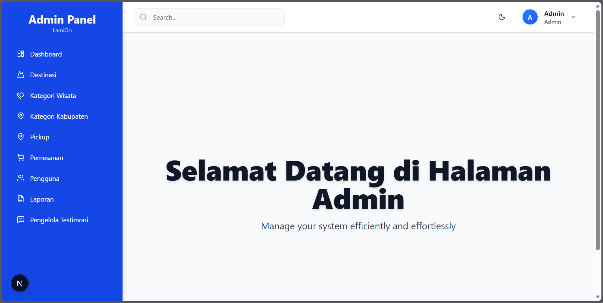 Admin Panel
LamiGo
Dashboard
Destinasi
Kategori Wisata
Kategori Kabupaten
Pickup
Pemesanan
Pengguna
Laporan
Pengelola Testimoni
N
Search...
A
Admin
Admin
Selamat Datang di Halaman
Admin
Manage your system efficiently and effortlessly